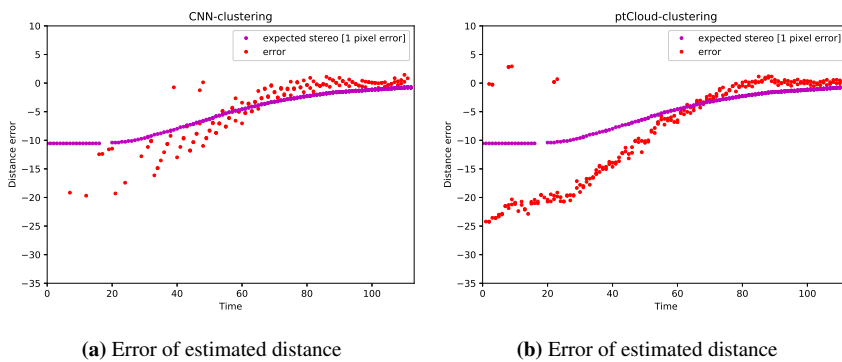 CNN-clustering
expected stereo [1 pixel error]
error
Distance error
10
5
0
−5
−10
−15
−20
−25
−30
−35
0
20
40
60
80
100
Time
(a) Error of estimated distance
ptCloud-clustering
expected stereo [1 pixel error]
error
Distance error
10
5
0
−5
−10
−15
−20
−25
−30
−35
0
20
40
60
80
100
Time
(b) Error of estimated distance